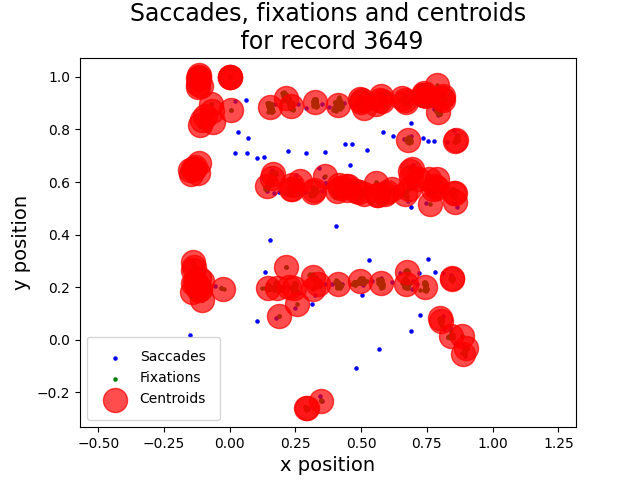 Saccades, fixations and centroids
for record 3649
y position
1.0
0.8
0.6
0.4
0.2
0.0
−0.2
Saccades
Fixations
Centroids
−0.50
−0.25
0.00
0.25
0.50
0.75
1.00
1.25
x position